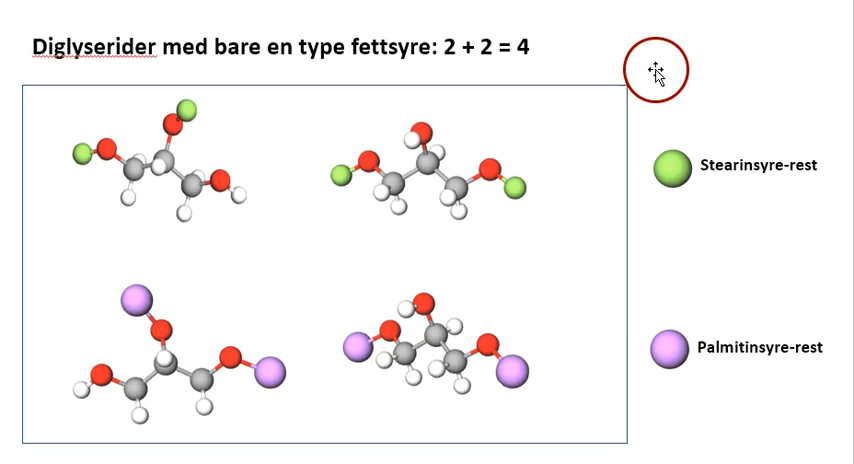 Diglyserider med bare en type fettsyre: 2 + 2 = 4
Stearinsyre-rest
Palmitinsyre-rest